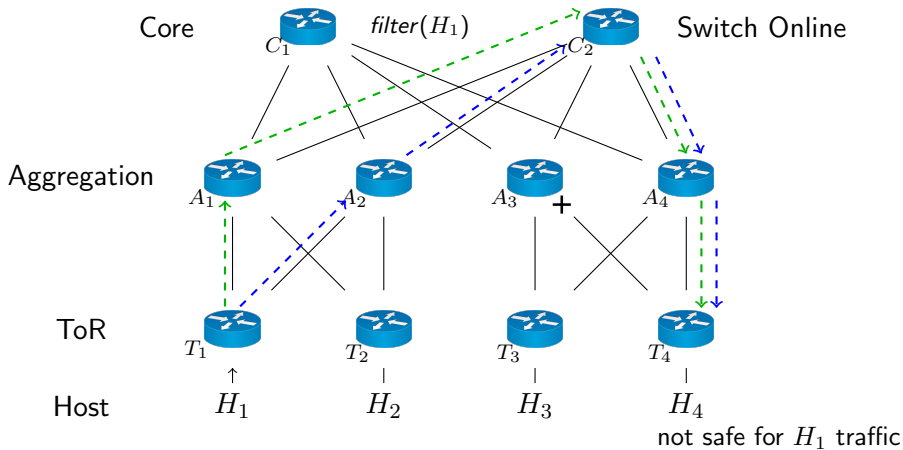 Core filter(H₁) Switch Online
C₁ C₂
Aggregation
A₁ A₂ A₃ A₄
+
ToR
T₁ T₂ T₃ T₄
Host H₁ H₂ H₃ H₄
not safe for H₁ traffic